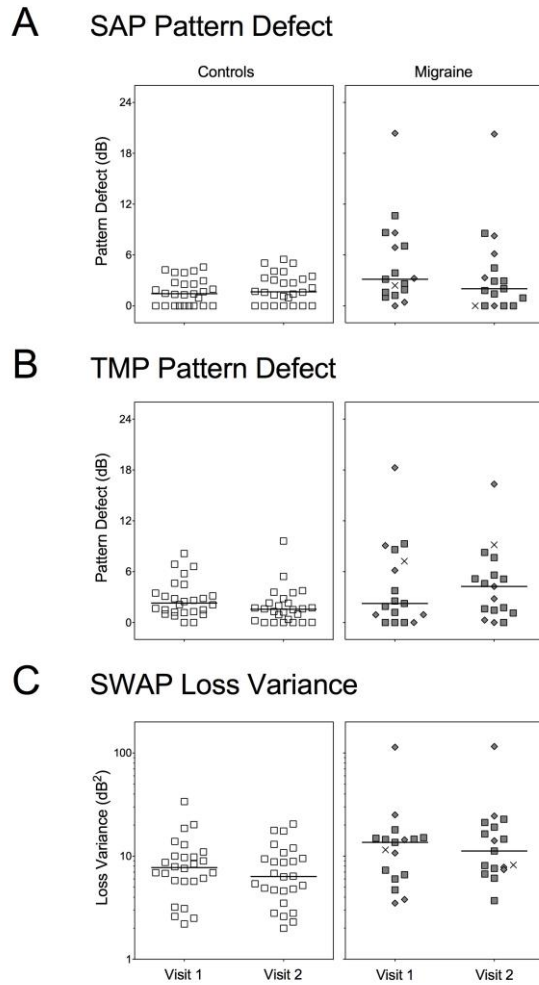 A SAP Pattern Defect
Controls Migraine
24
18
12
6
0
Pattern Defect (dB)
B TMP Pattern Defect
24
18
12
6
0
Pattern Defect (dB)
C SWAP Loss Variance
100
10
1
Loss Variance (dB²)
Visit 1 Visit 2 Visit 1 Visit 2